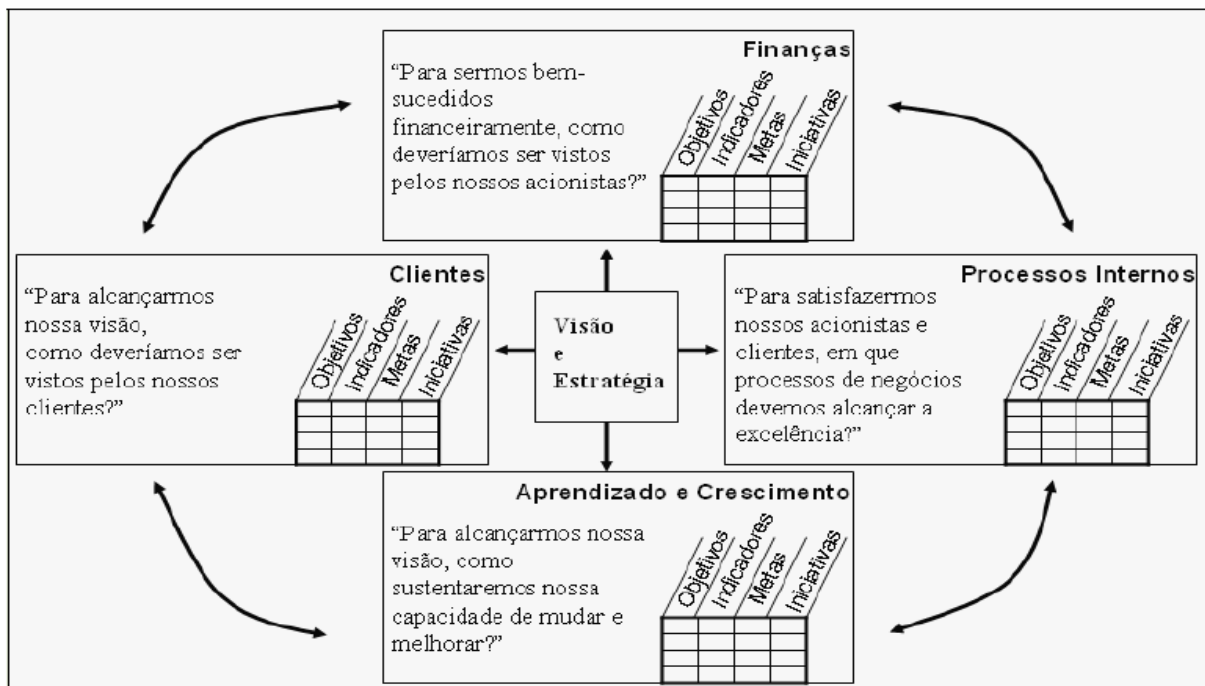 Finanças
“Para sermos bem-
sucedidos
financeiramente, como
deveríamos ser vistos
pelos nossos acionistas?”
Objetivos
Indicadores
Metas
Iniciativas
Clientes
“Para alcançarmos
nossa visão,
como deveríamos ser
vistos pelos nossos
clientes?”
Objetivos
Indicadores
Metas
Iniciativas
Visão
e
Estratégia
Processos Internos
“Para satisfazermos
nossos acionistas e
clientes, em que
processos de negócios
devemos alcançar a
excelência?”
Objetivos
Indicadores
Metas
Iniciativas
Aprendizado e Crescimento
“Para alcançarmos nossa
visão, como
sustentaremos nossa
capacidade de mudar e
melhorar?”
Objetivos
Indicadores
Metas
Iniciativas